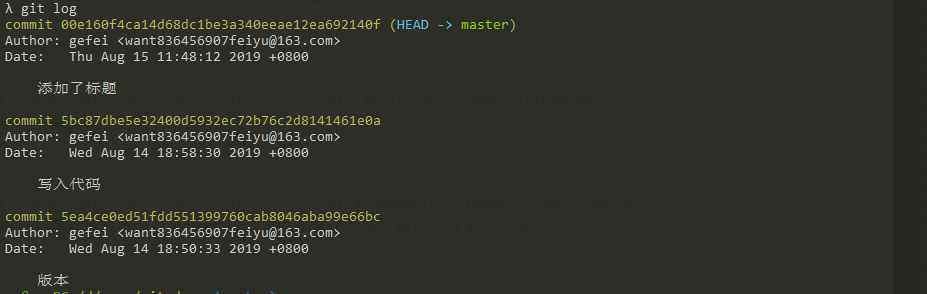 λ git log
commit 00e160f4ca14d68dc1be3a340eeae12ea692140f (HEAD -> master)
Author: gefei <want836456907feiyu@163.com>
Date:   Thu Aug 15 11:48:12 2019 +0800
添加了标题
commit 5bc87dbe5e32400d5932ec72b76c2d8141461e0a
Author: gefei <want836456907feiyu@163.com>
Date:   Wed Aug 14 18:58:30 2019 +0800
写入代码
commit 5ea4ce0ed51fdd551399760cab8046aba99e66bc
Author: gefei <want836456907feiyu@163.com>
Date:   Wed Aug 14 18:50:33 2019 +0800
版本